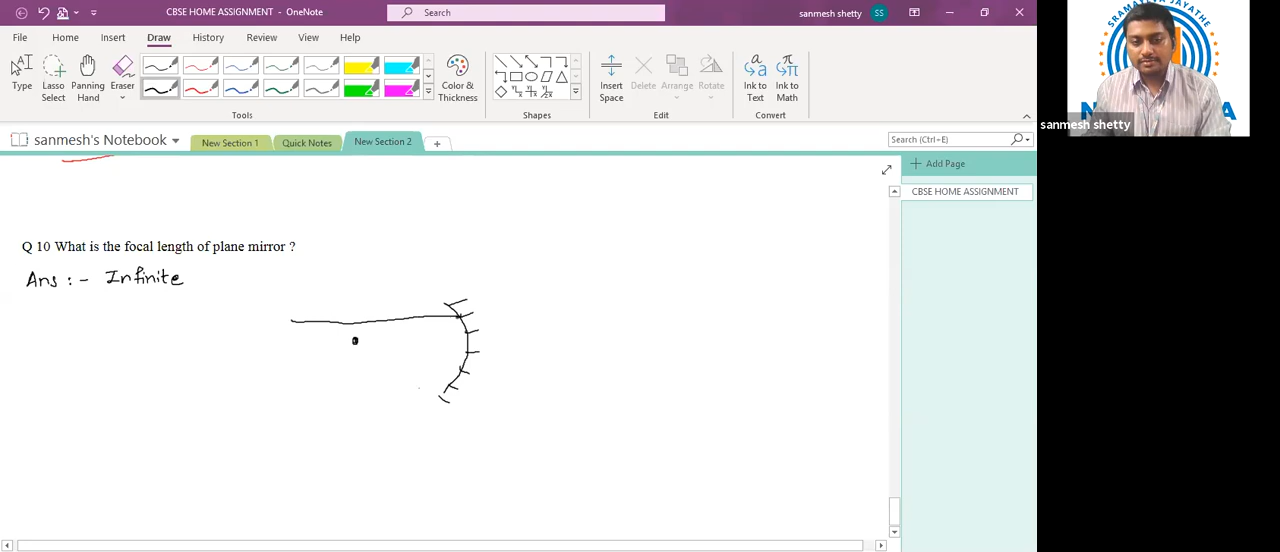 CBSE HOME ASSIGNMENT - OneNote
Search
sanmesh shetty
SS
File
Home
Insert
Draw
History
Review
View
Help
Type
Lasso Select
Panning Hand
Eraser
Color & Thickness
Insert Space
Delete
Arrange
Rotate
Ink to Text
Ink to Math
Tools
Shapes
Edit
Convert
sanmesh's Notebook
New Section 1
Quick Notes
New Section 2
Search (Ctrl+E)
Add Page
CBSE HOME ASSIGNMENT
SRAMAYEVA JAYATHE
sanmesh shetty
Q 10 What is the focal length of plane mirror ?
Ans :- Infinite